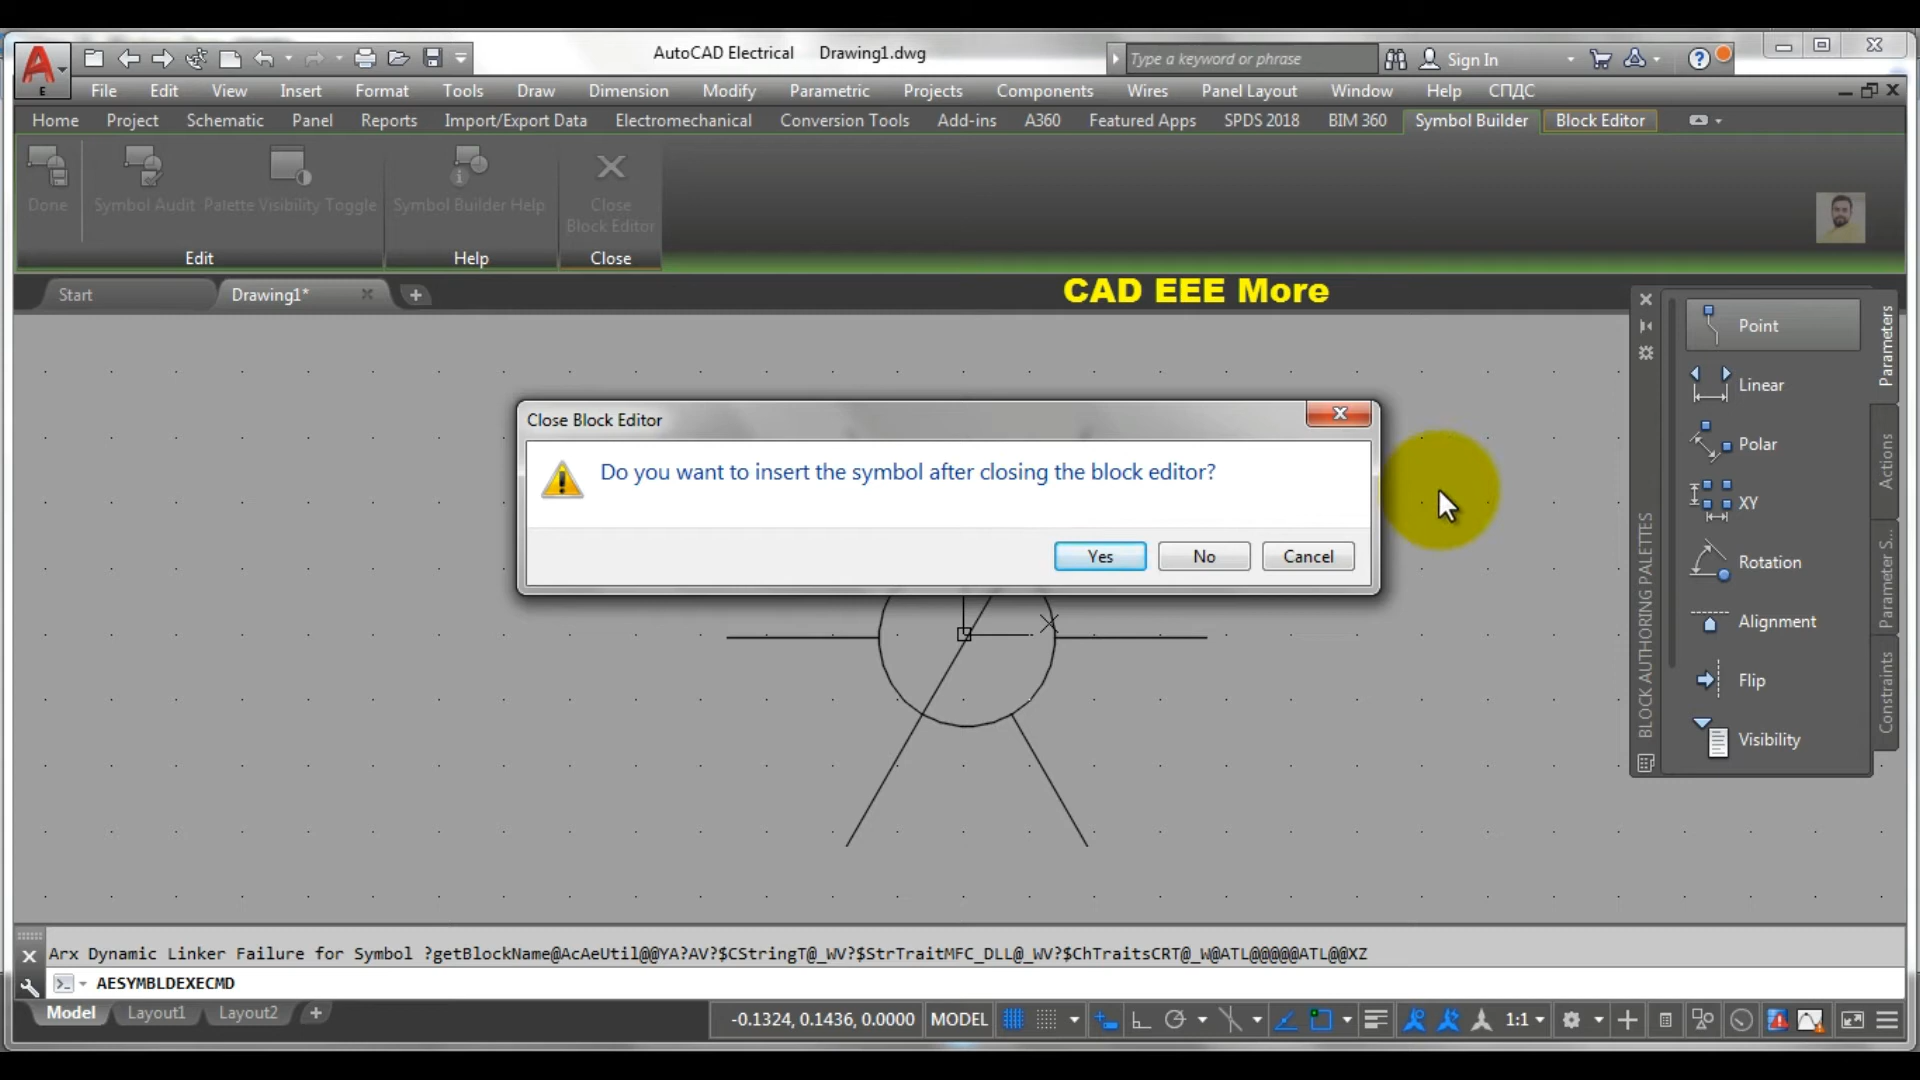 AutoCAD Electrical Drawing1.dwg
Type a keyword or phrase
Sign In
E
File Edit View Insert Format Tools Draw Dimension Modify Parametric Projects Components Wires Panel Layout Window Help СПДС
Home Project Schematic Panel Reports Import/Export Data Electromechanical Conversion Tools Add-ins A360 Featured Apps SPDS 2018 BIM 360 Symbol Builder Block Editor
Done Symbol Audit Palette Visibility Toggle Symbol Builder Help Close
Block Editor
Edit Help Close
Start Drawing1*
CAD EEE More
Close Block Editor
Do you want to insert the symbol after closing the block editor?
Yes No Cancel
Point
Linear
Polar
XY
Rotation
Alignment
Flip
Visibility
Parameters
Actions
Parameter S...
Constraints
BLOCK AUTHORING PALETTES
Arx Dynamic Linker Failure for Symbol ?getBlockName@AcAeUtil@@YA?AV?$CStringT@_WV?$StrTraitMFC_DLL@_WV?$ChTraitsCRT@_W@ATL@@@@@ATL@@XZ
AESYMBLDEXECMD
Model Layout1 Layout2
-0.1324, 0.1436, 0.0000 MODEL 1:1